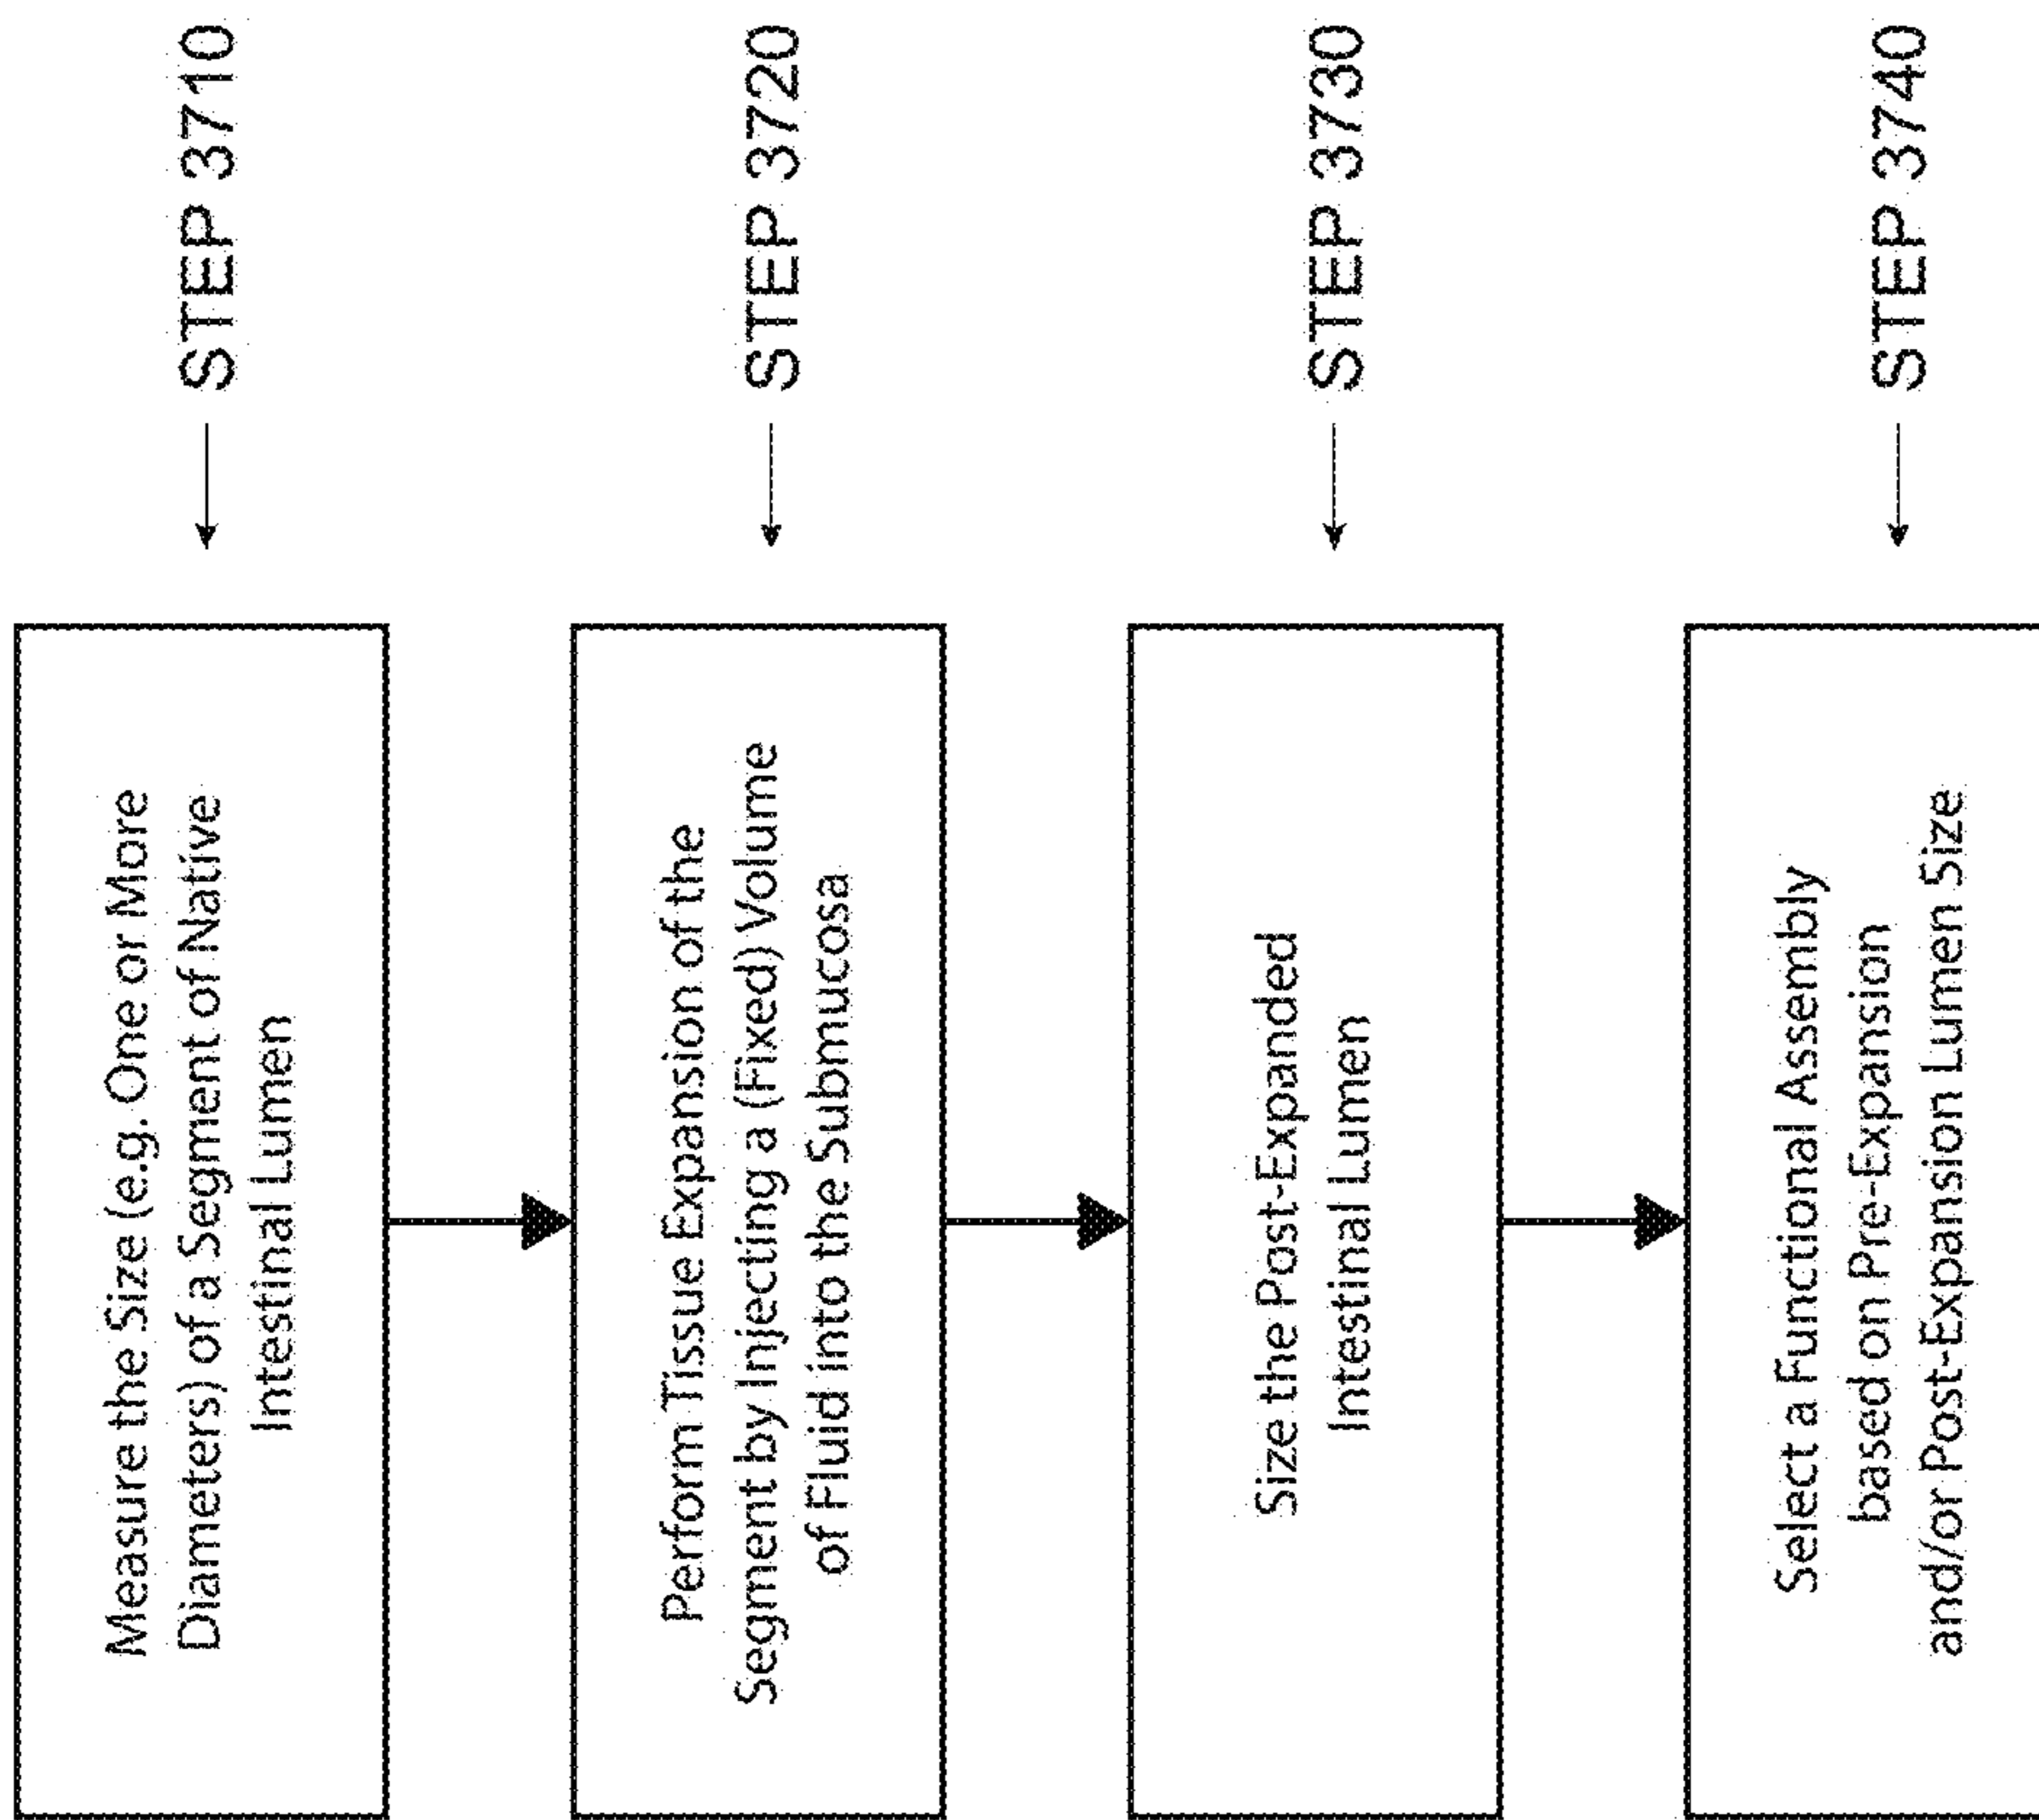 Measure the Size (e.g. One or More
Diameters) of a Segment of Native
Intestinal Lumen
STEP 3710
Perform Tissue Expansion of the
Segment by Injecting a (Fixed) Volume
of Fluid into the Submucosa
STEP 3720
Size the Post-Expanded
Intestinal Lumen
STEP 3730
Select a Functional Assembly
based on Pre-Expansion
and/or Post-Expansion Lumen Size
STEP 3740